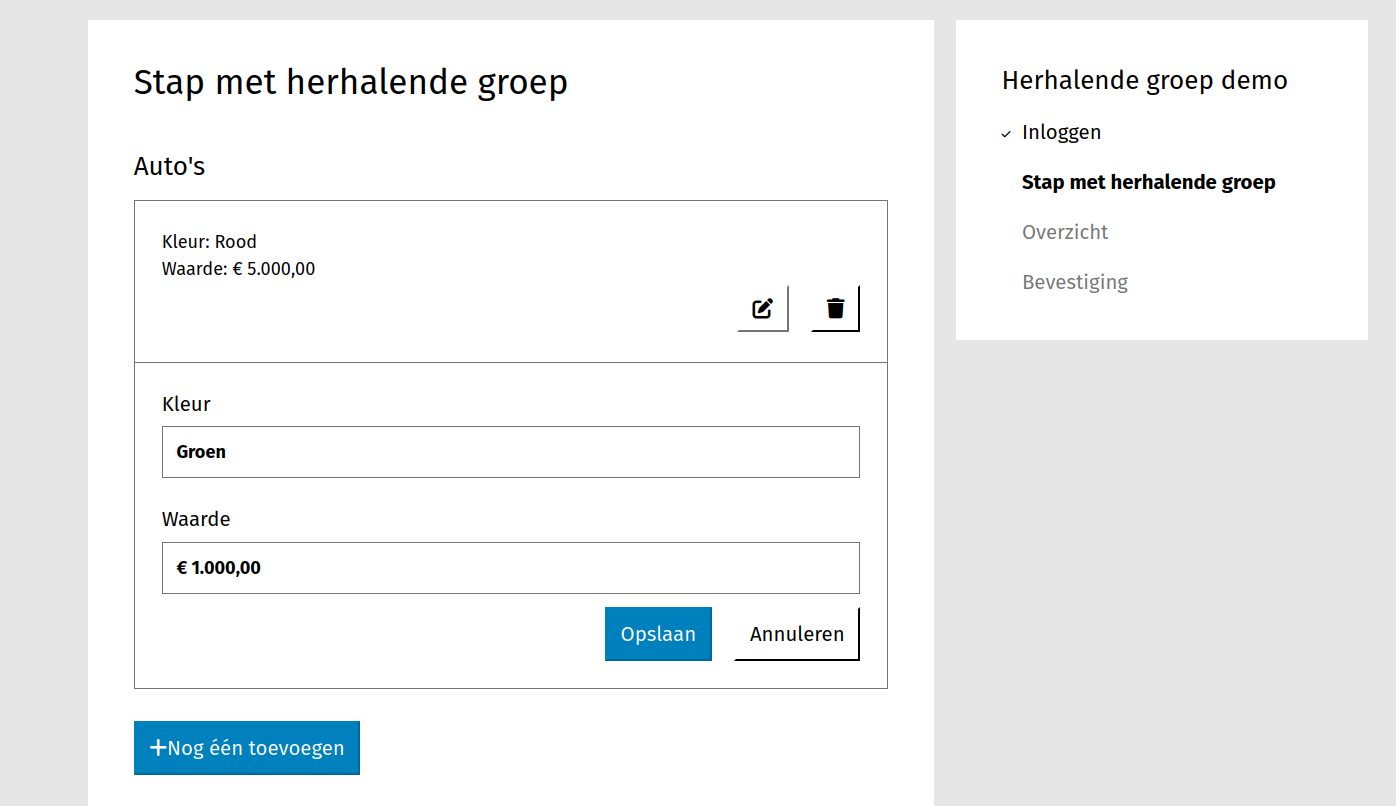 Stap met herhalende groep
Auto's
Kleur: Rood
Waarde: € 5.000,00
Kleur
Groen
Waarde
€ 1.000,00
Opslaan
Annuleren
+Nog één toevoegen
Herhalende groep demo
Inloggen
Stap met herhalende groep
Overzicht
Bevestiging